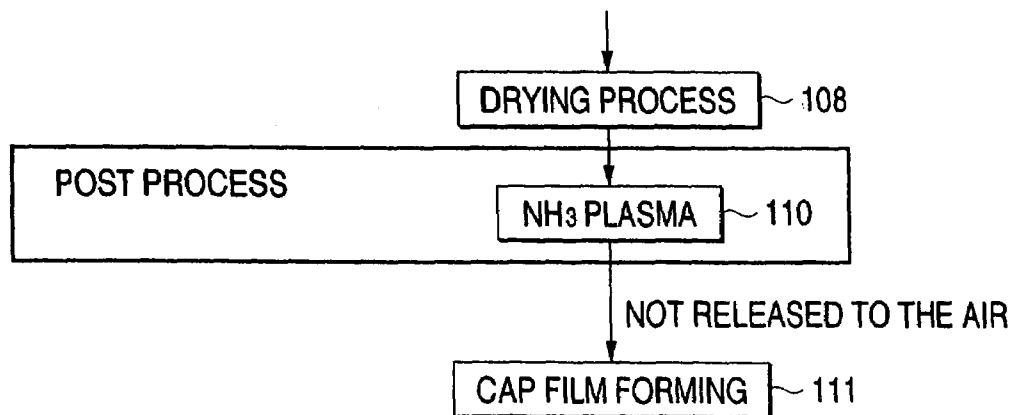 DRYING PROCESS 108
POST PROCESS
NH3 PLASMA 110
NOT RELEASED TO THE AIR
CAP FILM FORMING 111